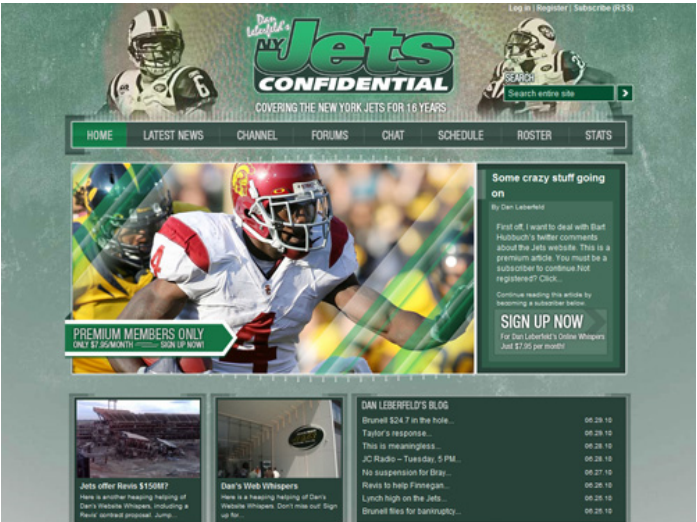 Log in | Register | Subscribe (RSS)
Dan
Leberfeld's
NY Jets
CONFIDENTIAL
COVERING THE NEW YORK JETS FOR 16 YEARS
SEARCH
Search entire site
HOME
LATEST NEWS
CHANNEL
FORUMS
CHAT
SCHEDULE
ROSTER
STATS
4
4
6
PREMIUM MEMBERS ONLY
ONLY $7.95/MONTH SIGN UP NOW!
Some crazy stuff going
on
By Dan Leberfeld
First off, I want to deal with Bart
Hubbuch's twitter comments
about the Jets website. This is a
premium article. You must be a
subscriber to continue.Not
registered? Click...
Continue reading this article by
becoming a subscriber below.
SIGN UP NOW
For Dan Leberfeld's Online Whispers
Just $7.95 per month!
Jets offer Revis $150M?
Here is another heaping helping of
Dan's Website Whispers, including a
Revis' contract proposal. Jump...
Dan's Web Whispers
Here is a heaping helping of Dan's
Website Whispers. Don't miss out! Sign
up for...
DAN LEBERFELD'S BLOG
Brunell $24.7 in the hole... 06.29.10
Taylor's response... 06.29.10
This is meaningless... 06.28.10
JC Radio – Tuesday, 5 PM... 06.28.10
No suspension for Bray... 06.27.10
Revis to help Finnegan... 06.26.10
Lynch high on the Jets... 06.26.10
Brunell files for bankruptcy... 06.25.10